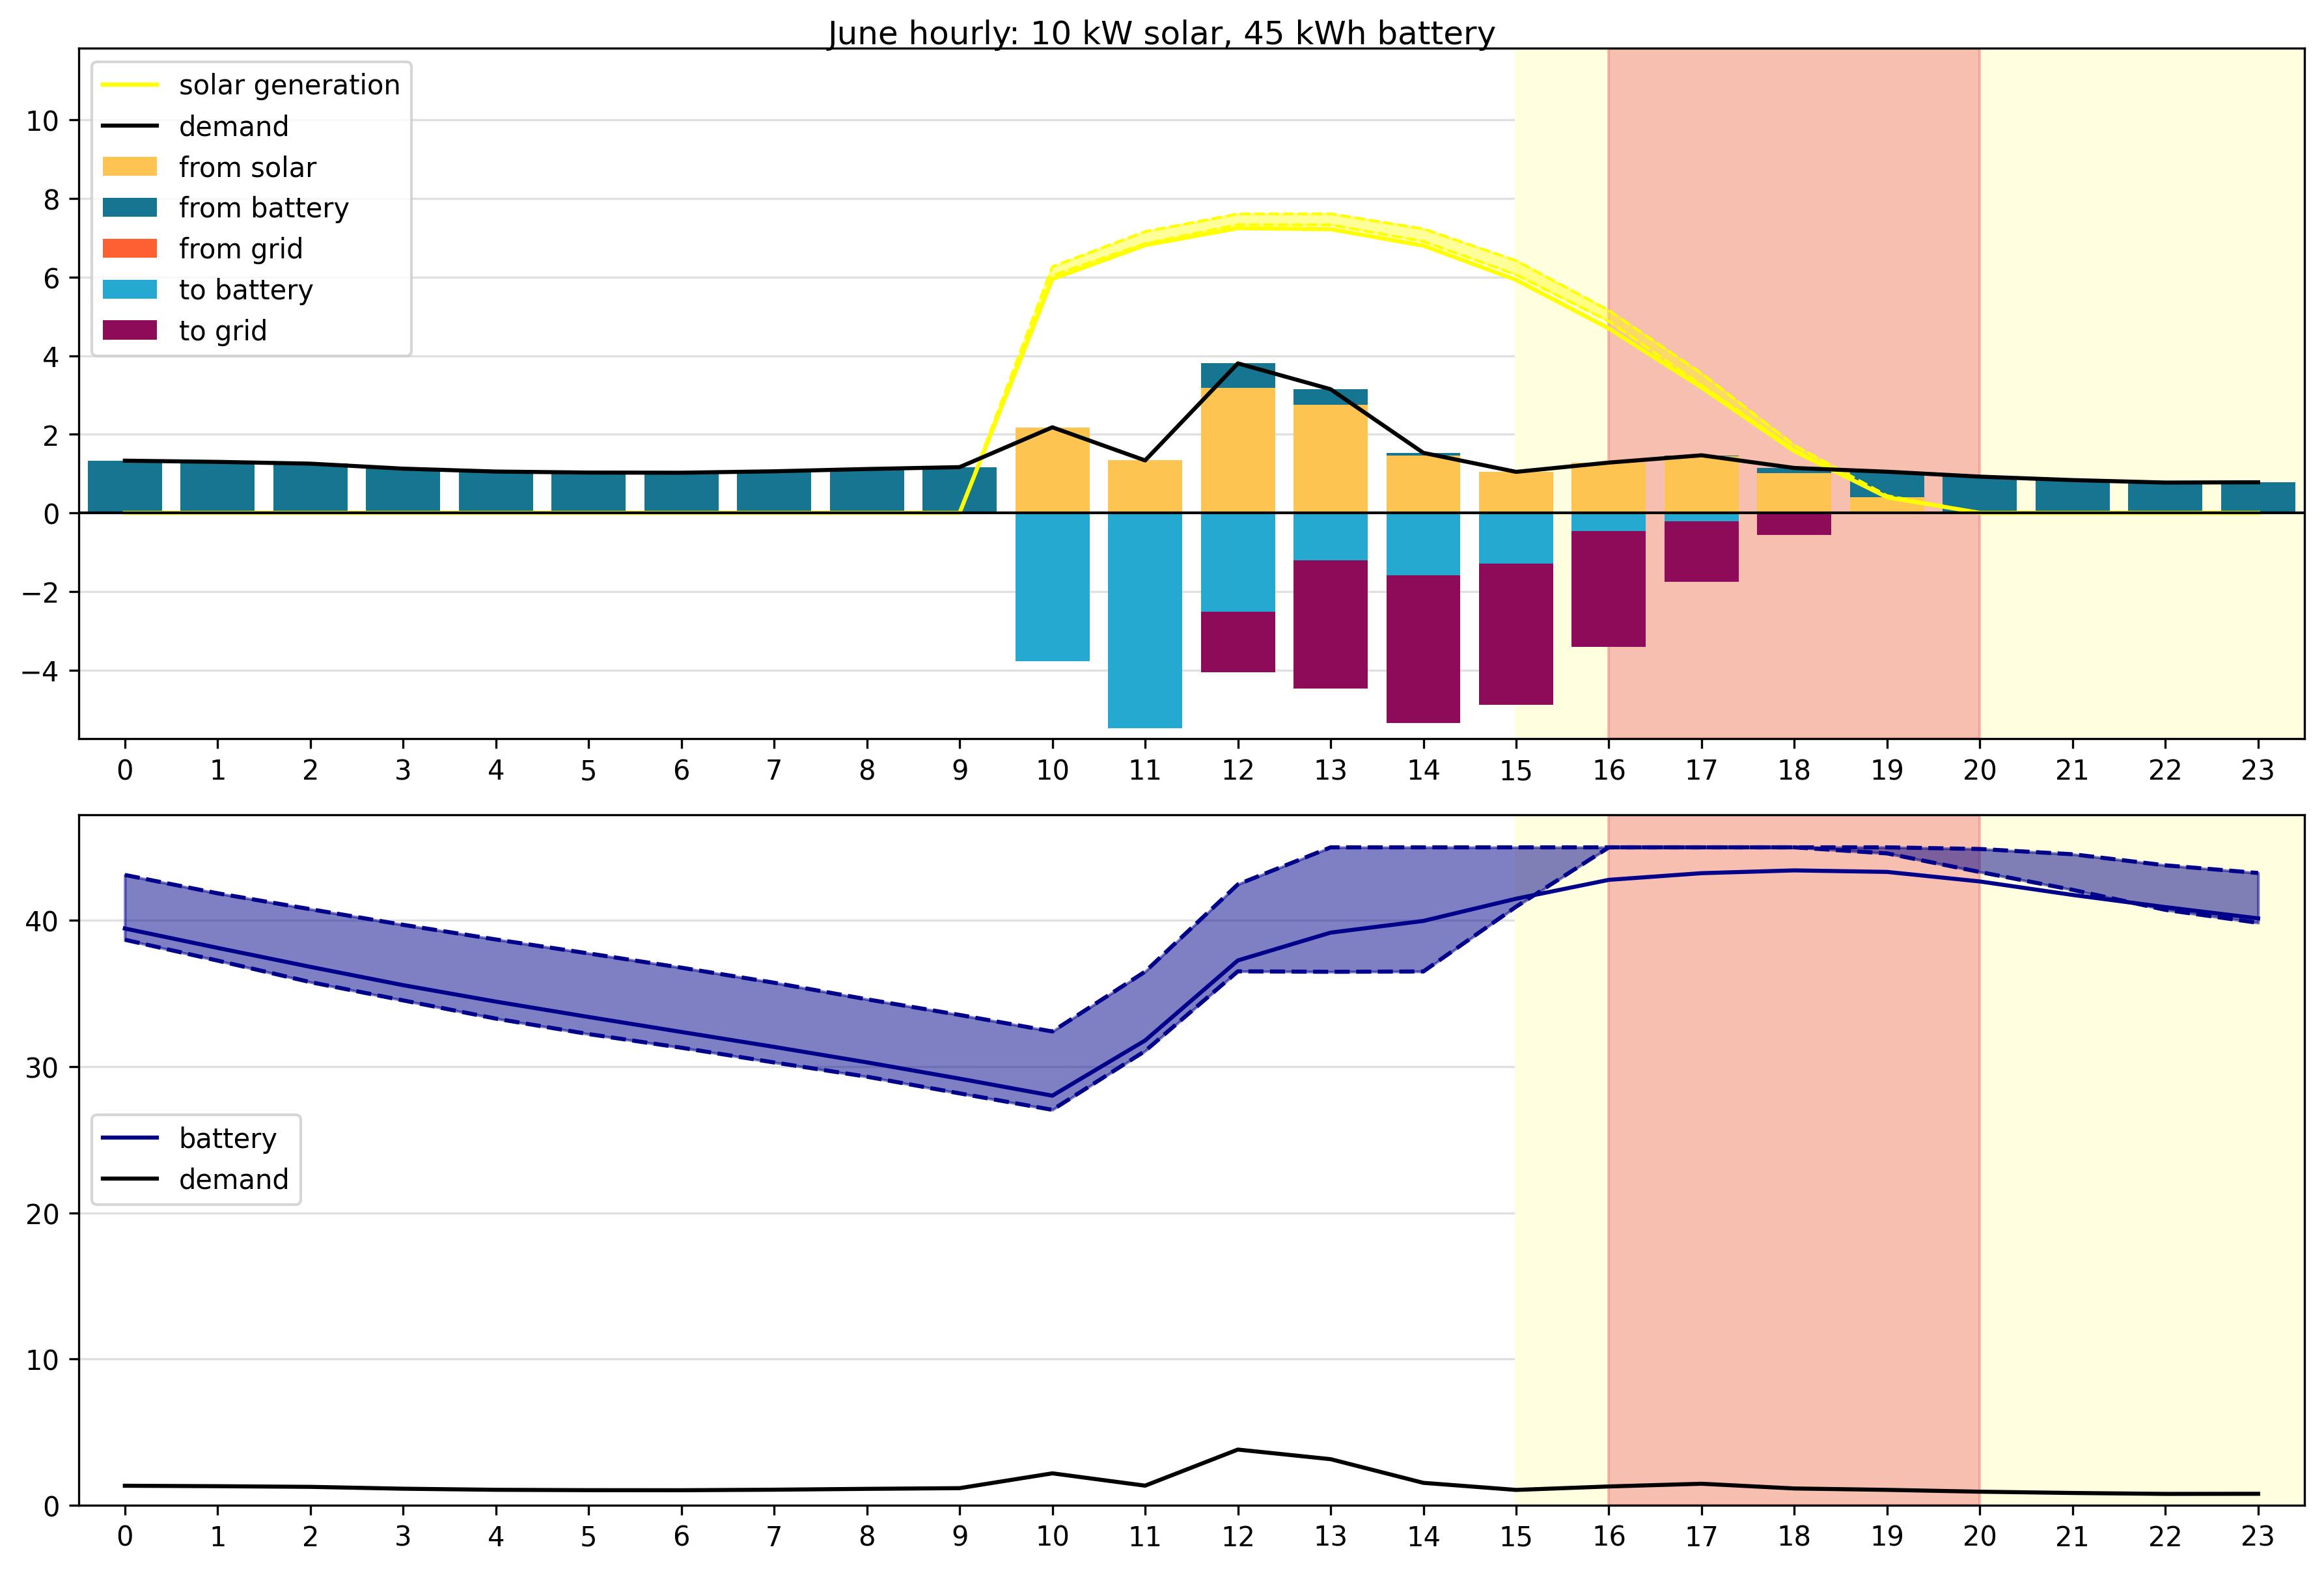 June hourly: 10 kW solar, 45 kWh battery
solar generation
demand
from solar
from battery
from grid
to battery
to grid
10
8
6
4
2
0
−2
−4
0 1 2 3 4 5 6 7 8 9 10 11 12 13 14 15 16 17 18 19 20 21 22 23
40
30
20
10
0
battery
demand
0 1 2 3 4 5 6 7 8 9 10 11 12 13 14 15 16 17 18 19 20 21 22 23